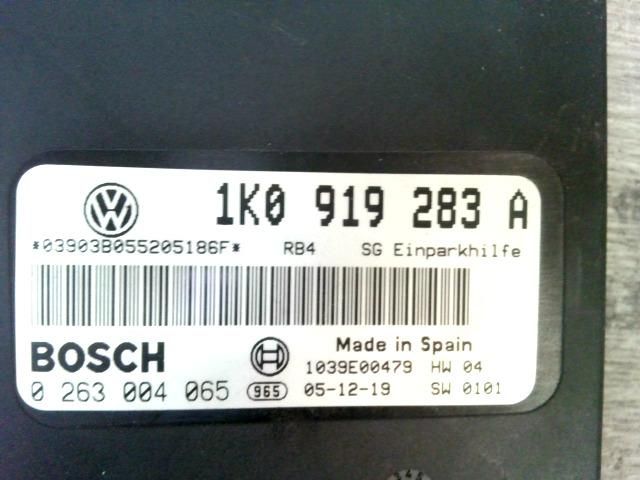 1K0 919 283 A
*03903B055205186F* RB4 SG Einparkhilfe
BOSCH
Made in Spain
1039E00479 HW 04
0 263 004 065 965 05-12-19 SW 0101